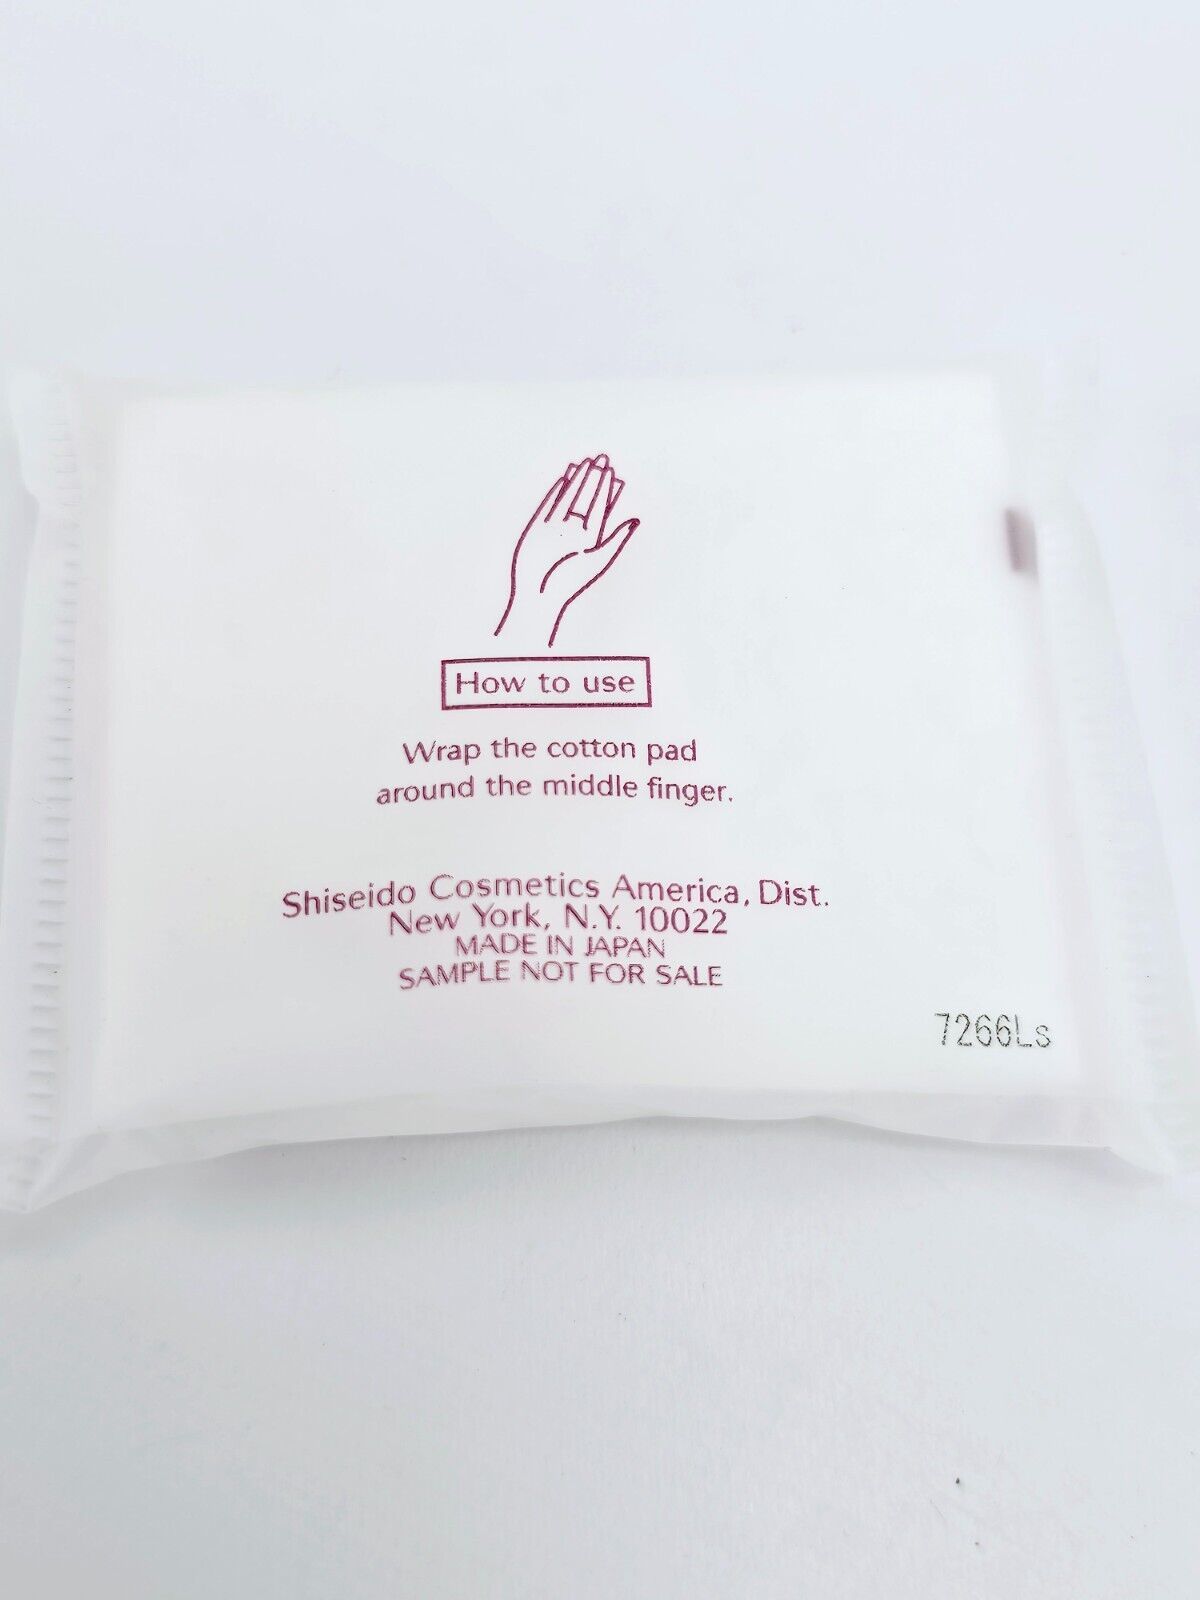 How to use
Wrap the cotton pad
around the middle finger.
Shiseido Cosmetics America, Dist.
New York, N.Y. 10022
MADE IN JAPAN
SAMPLE NOT FOR SALE
7266Ls